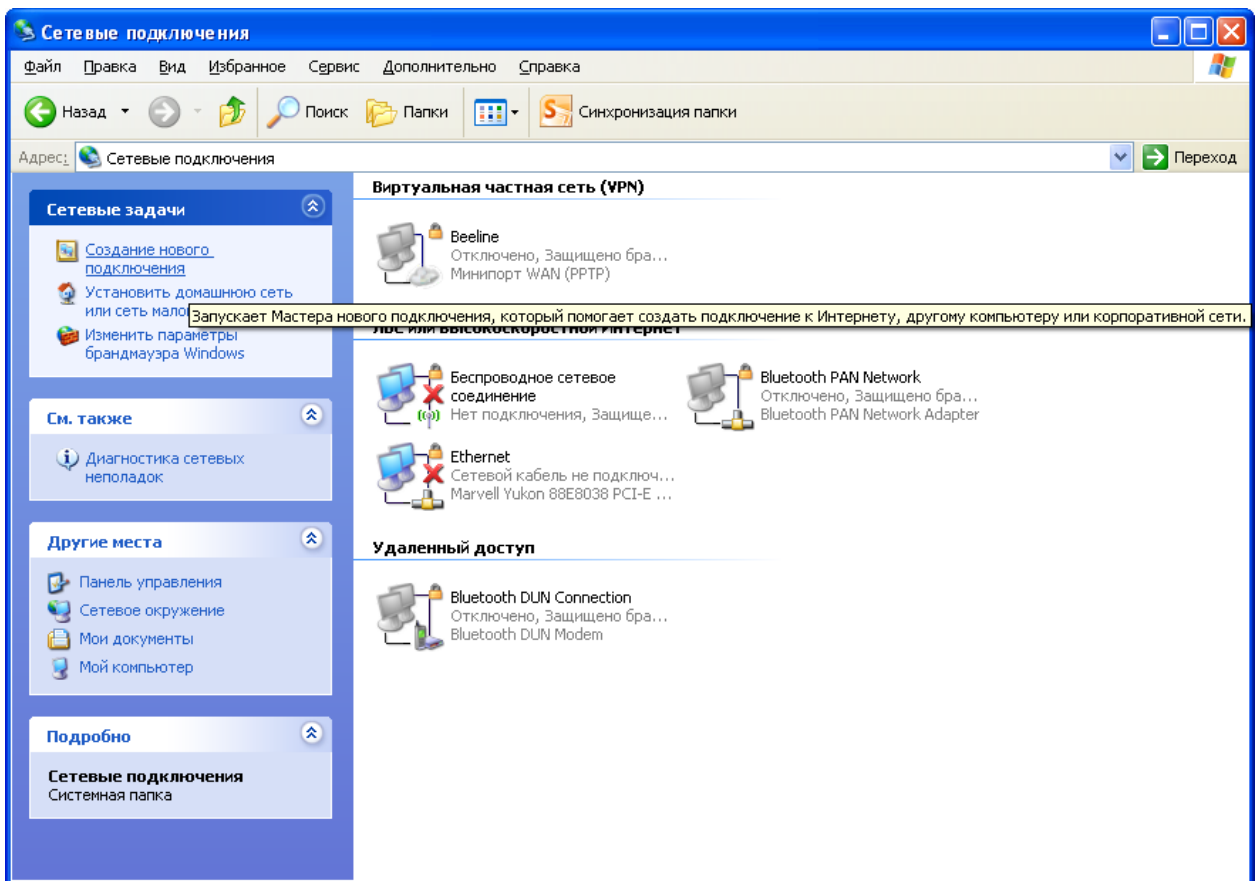 Сетевые подключения
Файл Правка Вид Избранное Сервис Дополнительно Справка
Назад Поиск Папки Синхронизация папки
Адрес: Сетевые подключения Переход
Сетевые задачи
Создание нового
подключения
Установить домашнюю сеть
или сеть
Изменить параметры
брандмауэра Windows
См. также
Диагностика сетевых
неполадок
Другие места
Панель управления
Сетевое окружение
Мои документы
Мой компьютер
Подробно
Сетевые подключения
Системная папка
Виртуальная частная сеть (VPN)
Beeline
Отключено, Защищено бра...
Минипорт WAN (PPTP)
Запускает Мастера нового подключения, который помогает создать подключение к Интернету, другому компьютеру или корпоративной сети.
ЛВС или высокоскоростной Интернет
Беспроводное сетевое
соединение
Нет подключения, Защище...
Bluetooth PAN Network
Отключено, Защищено бра...
Bluetooth PAN Network Adapter
Ethernet
Сетевой кабель не подключ...
Marvell Yukon 88E8038 PCI-E ...
Удаленный доступ
Bluetooth DUN Connection
Отключено, Защищено бра...
Bluetooth DUN Modem